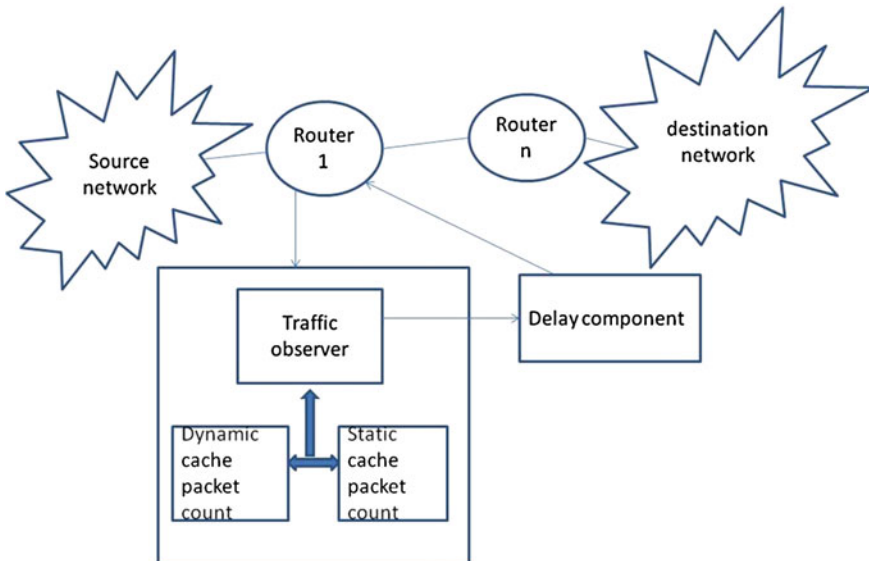 Source
network
Router
1
Router
n
destination
network
Traffic
observer
Delay component
Dynamic
cache
packet
count
Static
cache
packet
count